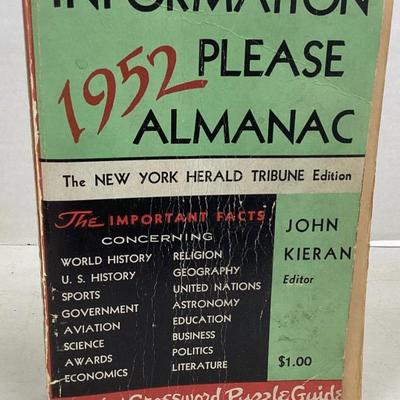 INFORMATION
1952 PLEASE
ALMANAC
The NEW YORK HERALD TRIBUNE Edition
The IMPORTANT FACTS
CONCERNING
WORLD HISTORY
U. S. HISTORY
SPORTS
GOVERNMENT
AVIATION
SCIENCE
AWARDS
ECONOMICS
RELIGION
GEOGRAPHY
UNITED NATIONS
ASTRONOMY
EDUCATION
BUSINESS
POLITICS
LITERATURE
JOHN
KIERAN
Editor
$1.00
Crossword Puzzle Guide